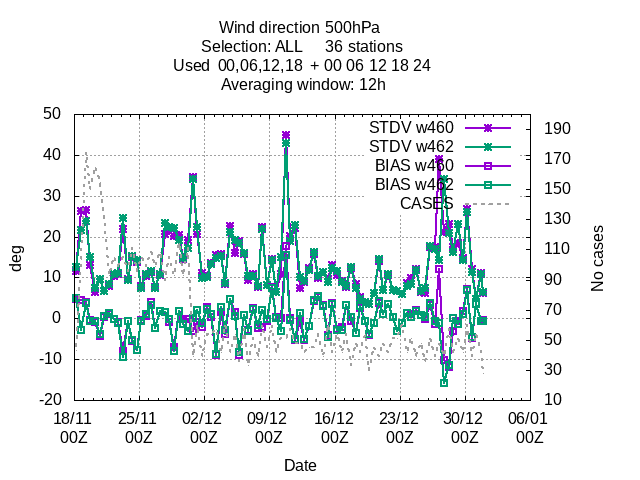 Wind direction 500hPa
Selection: ALL 36 stations
Used 00,06,12,18 + 00 06 12 18 24
Averaging window: 12h
50
40
30
20
10
0
-10
-20
deg
190
170
150
130
110
90
70
50
30
10
No cases
STDV w460
STDV w462
BIAS w460
BIAS w462
CASES
18/11 25/11 02/12 09/12 16/12 23/12 30/12 06/01
00Z 00Z 00Z 00Z 00Z 00Z 00Z 00Z
Date